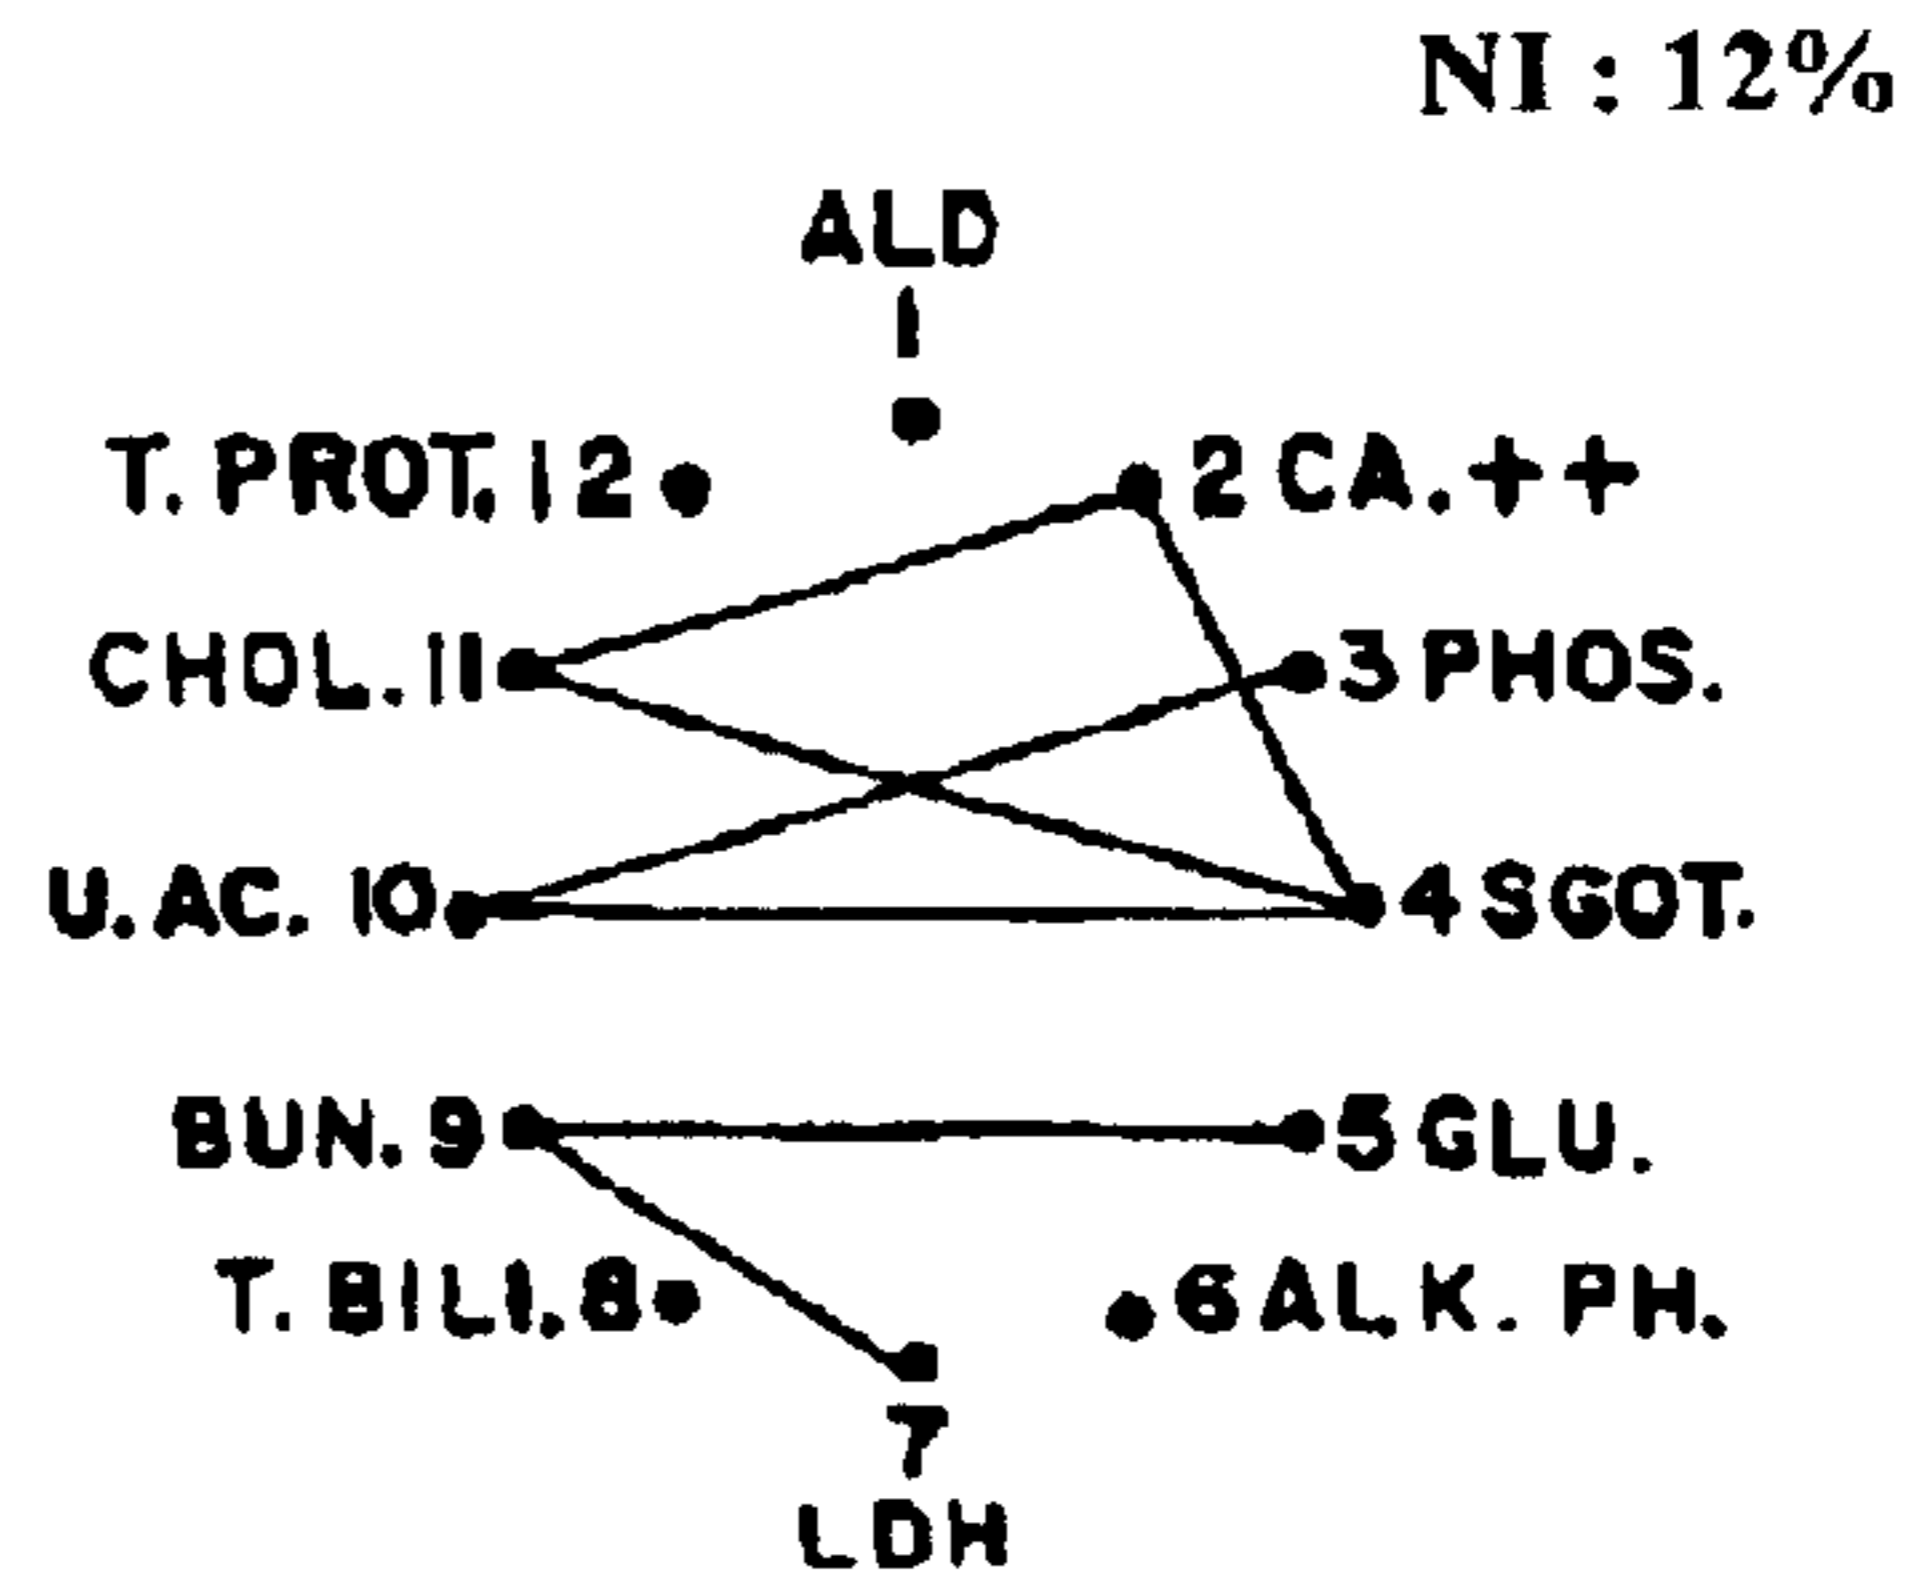 NI : 12%
ALD
1
T. PROT. 12
2 CA. ++
CHOL. 11
3 PHOS.
U. AC. 10
4 SGOT.
BUN. 9
5 GLU.
T. BILI. 8
6 ALK. PH.
7
LDH